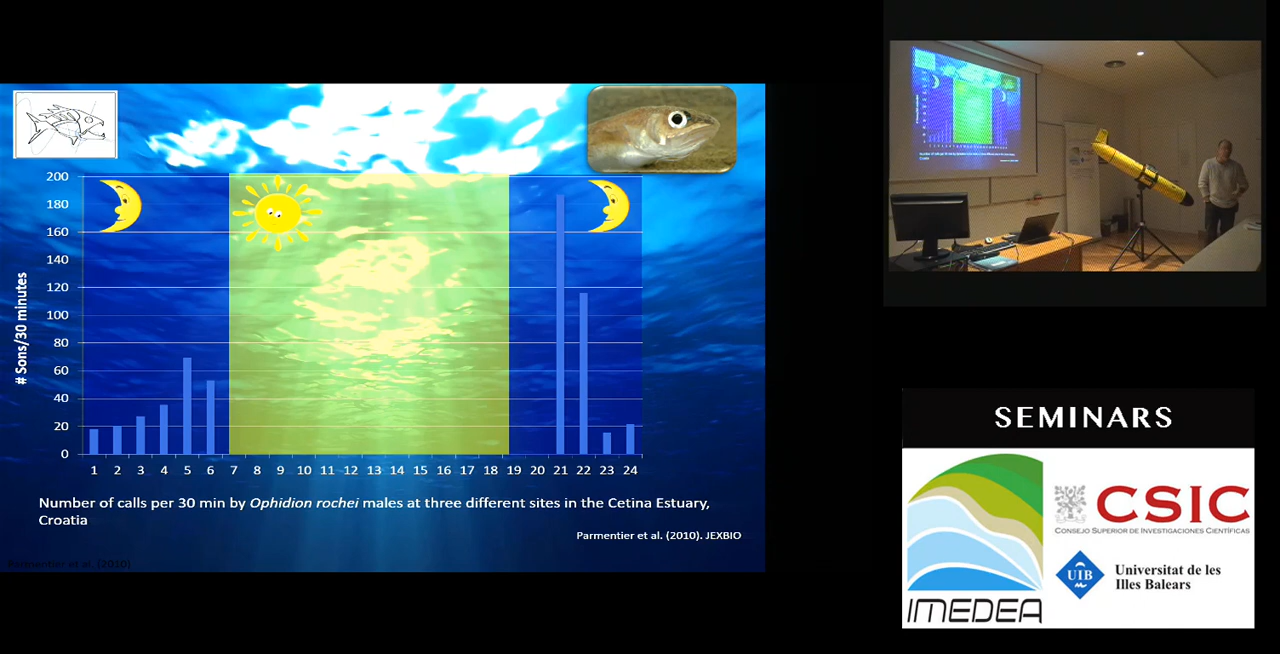 200
180
160
140
120
100
80
60
40
20
0
# Sons/30 minutes
1 2 3 4 5 6 7 8 9 10 11 12 13 14 15 16 17 18 19 20 21 22 23 24
Number of calls per 30 min by Ophidion rochei males at three different sites in the Cetina Estuary,
Croatia
Parmentier et al. (2010). JEXBIO
Parmentier et al. (2010)
SEMINARS
IMEDEA
CSIC
CONSEJO SUPERIOR DE INVESTIGACIONES CIENTÍFICAS
UIB
Universitat de les
Illes Balears